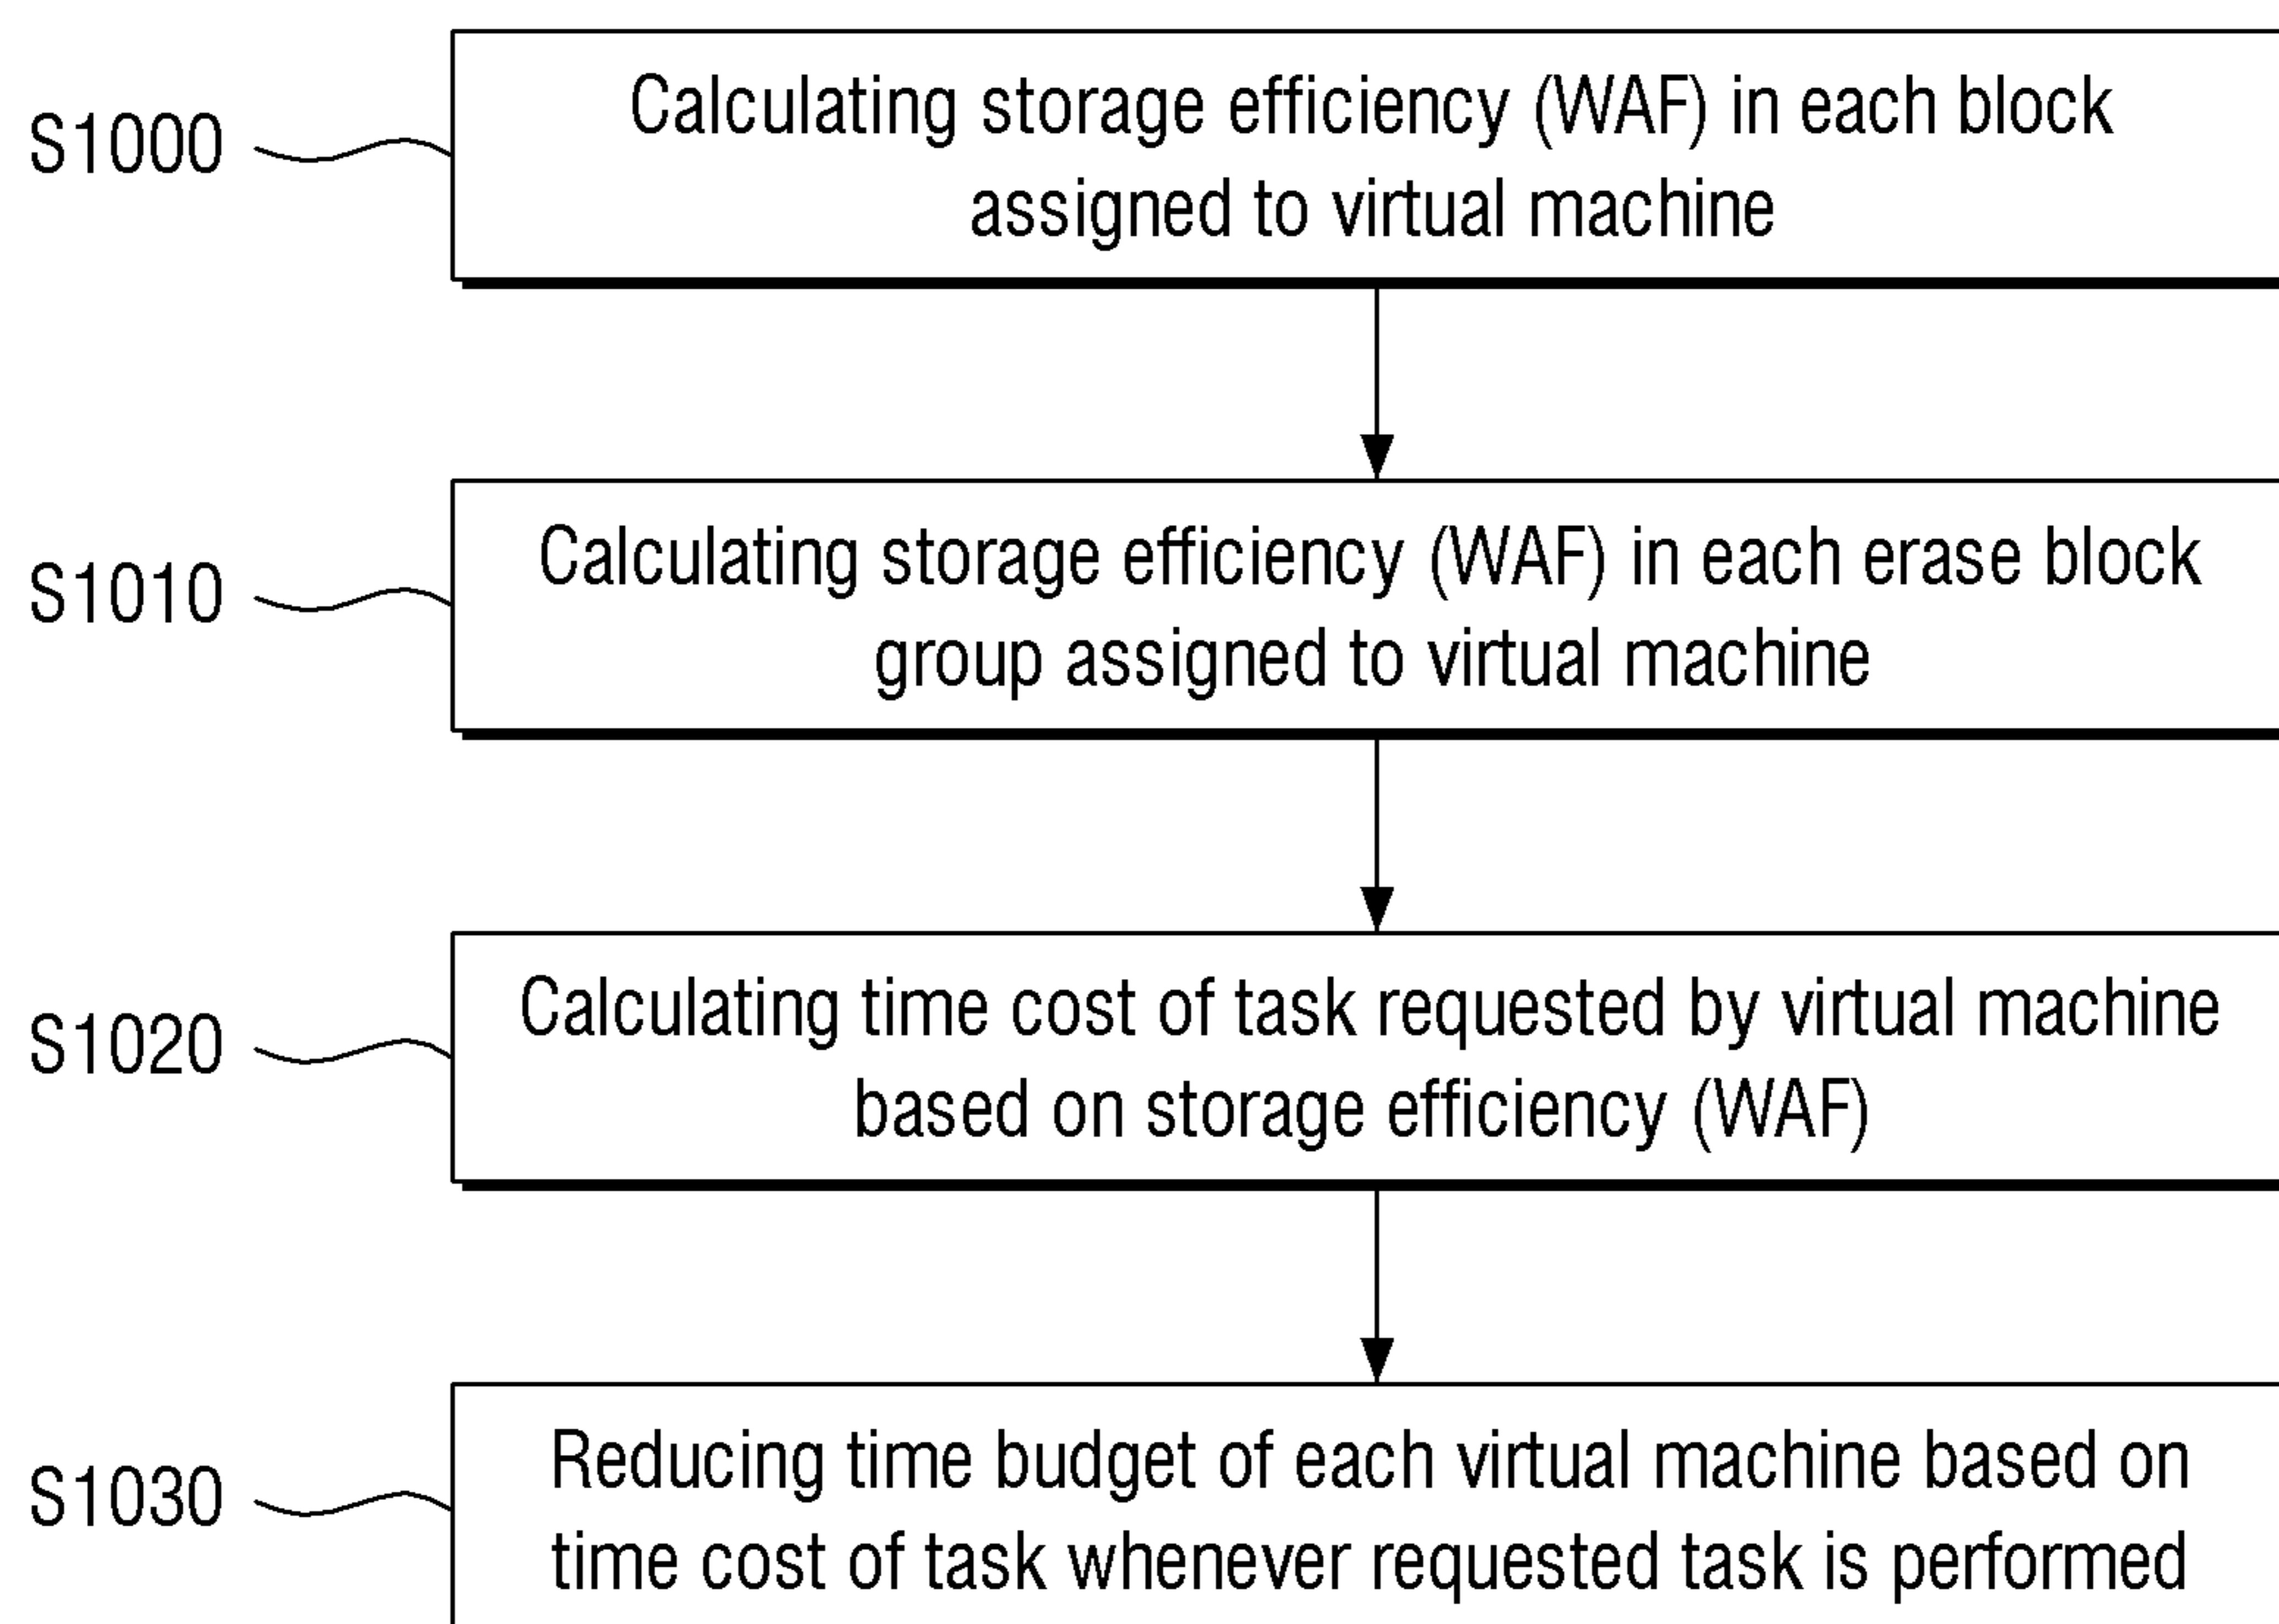 S1000
Calculating storage efficiency (WAF) in each block
assigned to virtual machine
S1010
Calculating storage efficiency (WAF) in each erase block
group assigned to virtual machine
S1020
Calculating time cost of task requested by virtual machine
based on storage efficiency (WAF)
S1030
Reducing time budget of each virtual machine based on
time cost of task whenever requested task is performed